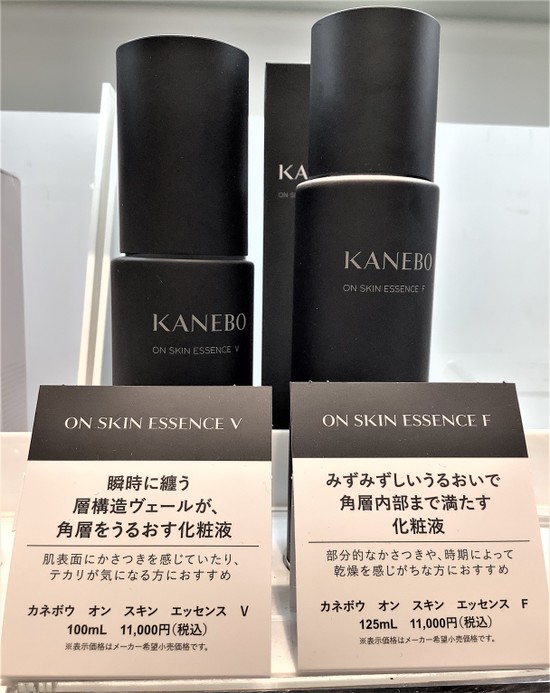 KANEBO
ON SKIN ESSENCE V
KA
ON S
KANEBO
ON SKIN ESSENCE F
ON SKIN ESSENCE V
瞬時に纏う
層構造ヴェールが、
角層をうるおす化粧液
肌表面にかさつきを感じていたり、
テカリが気になる方におすすめ
カネボウ オン スキン エッセンス V
100mL 11,000円(税込)
※表示価格はメーカー希望小売価格です。
ON SKIN ESSENCE F
みずみずしいうるおいで
角層内部まで満たす
化粧液
部分的なかさつきや、時期によって
乾燥を感じがちな方におすすめ
カネボウ オン スキン エッセンス F
125mL 11,000円(税込)
※表示価格はメーカー希望小売価格です。